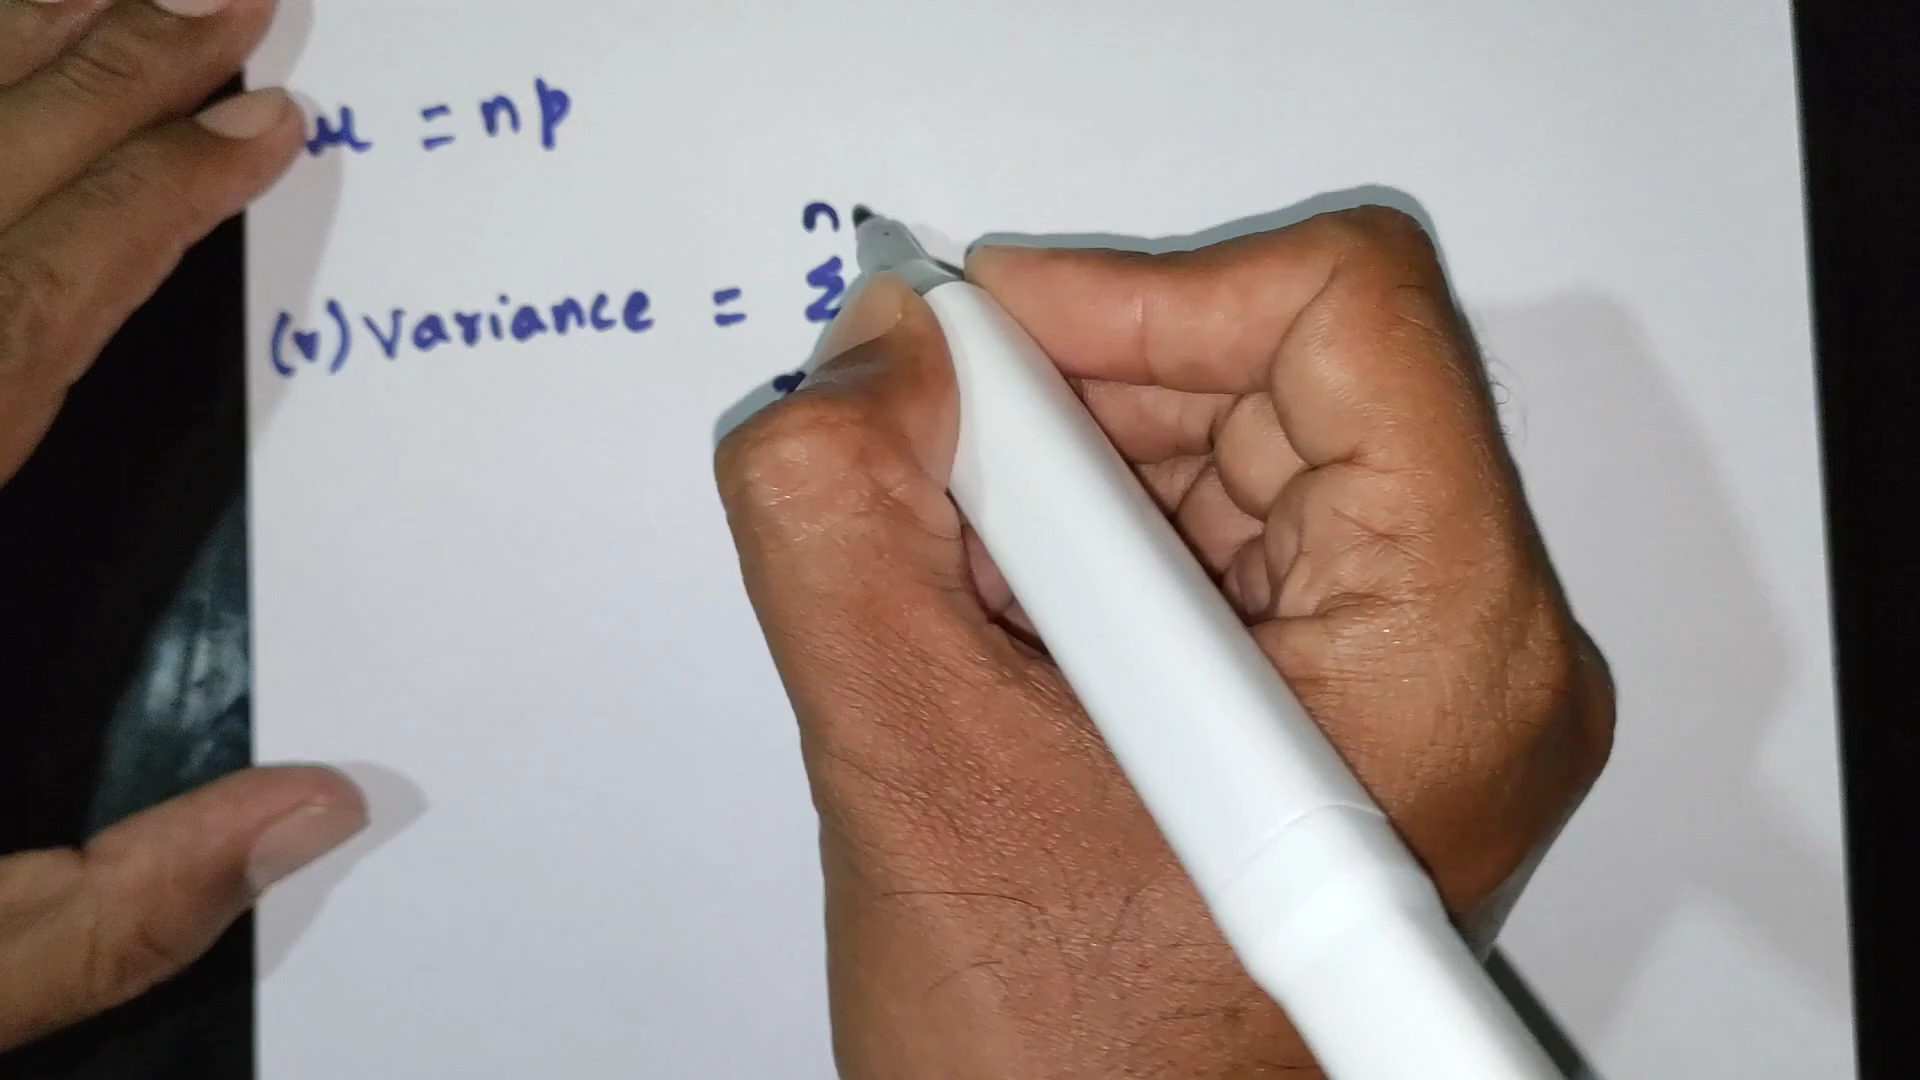 μ = np
n
(v) Variance = Σ